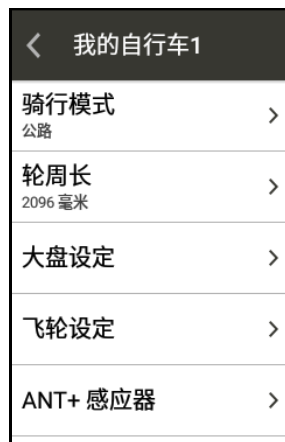 我的自行车1
骑行模式
公路
轮周长
2096 毫米
大盘设定
飞轮设定
ANT+ 感应器